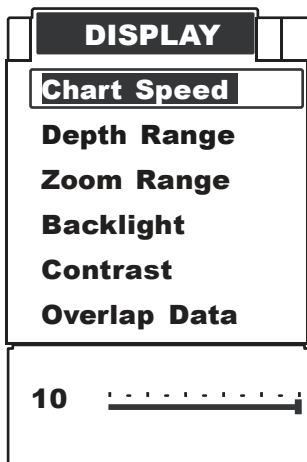 DISPLAY
Chart Speed
Depth Range
Zoom Range
Backlight
Contrast
Overlap Data
10